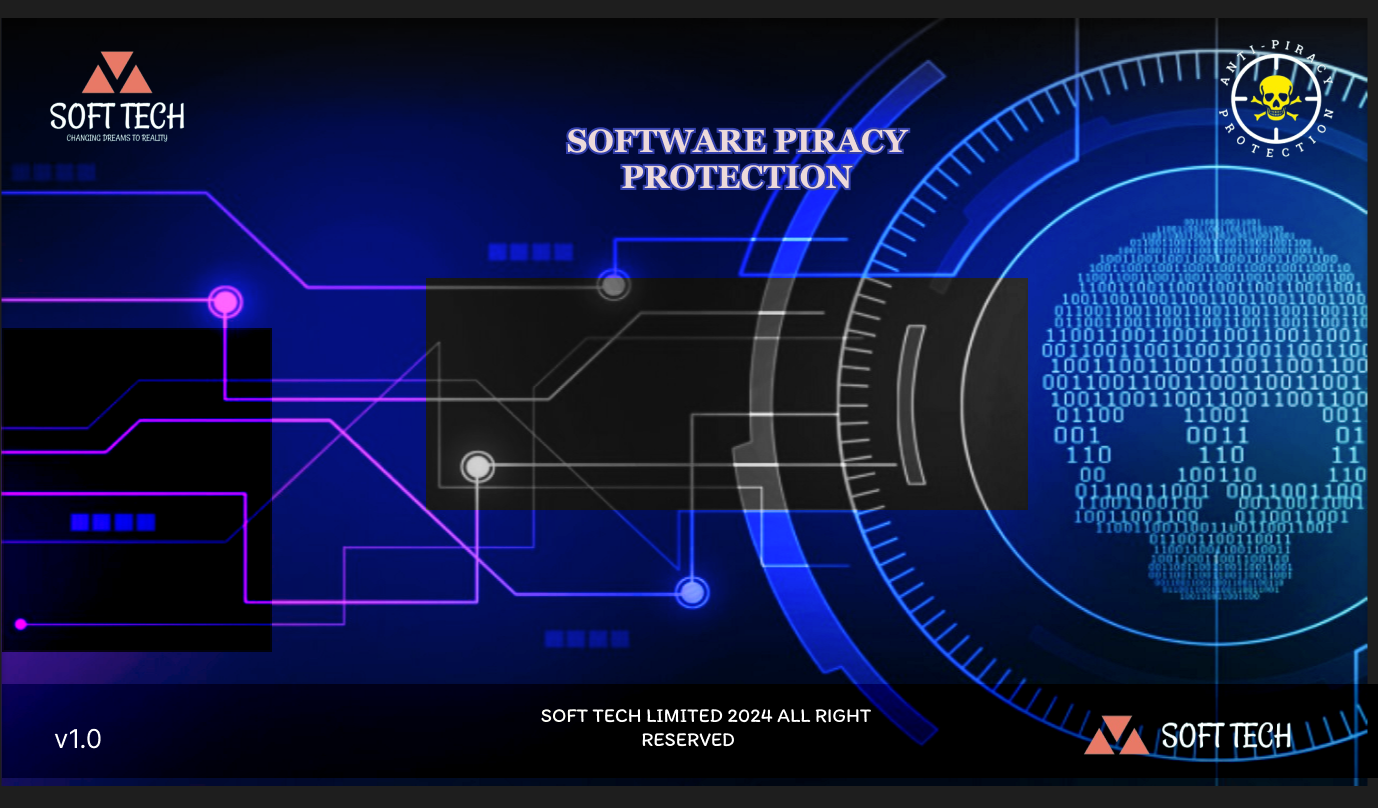 SOFT TECH
CHANGING DREAMS TO REALITY
ANTI-PIRACY
PROTECTION
SOFTWARE PIRACY
PROTECTION
v1.0
SOFT TECH LIMITED 2024 ALL RIGHT
RESERVED
SOFT TECH